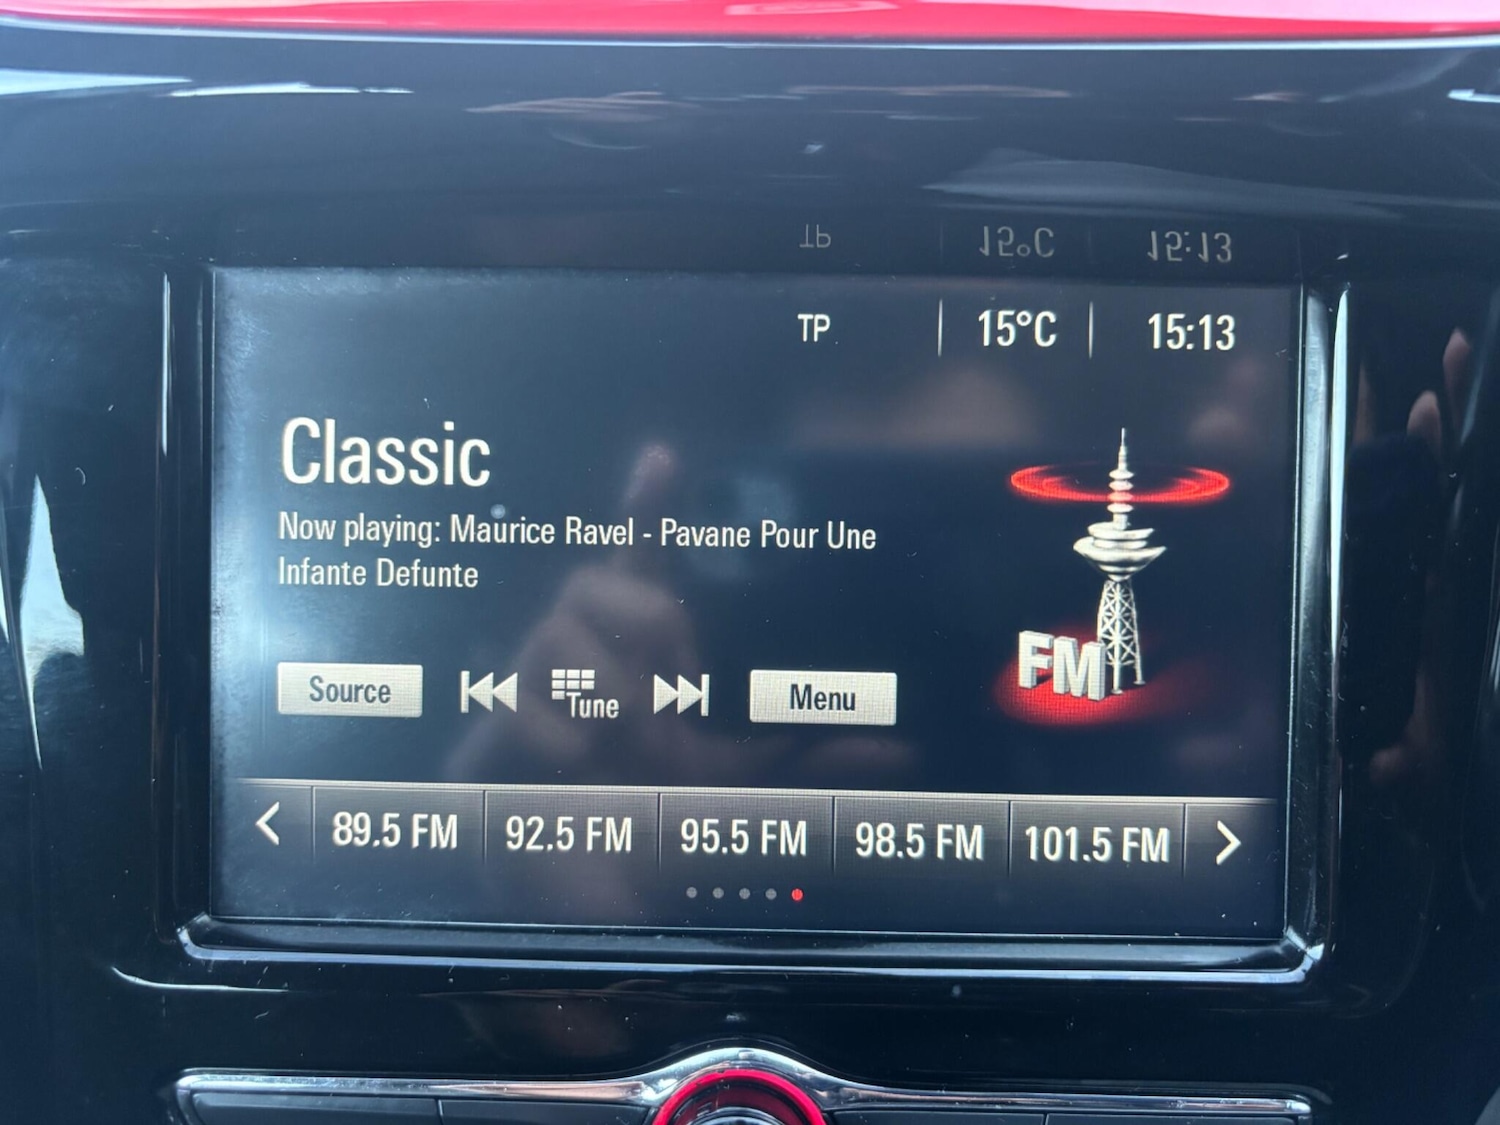 TP 15°C 15:13
Classic
Now playing: Maurice Ravel - Pavane Pour Une
Infante Defunte
FM
Source Tune Menu
89.5 FM 92.5 FM 95.5 FM 98.5 FM 101.5 FM